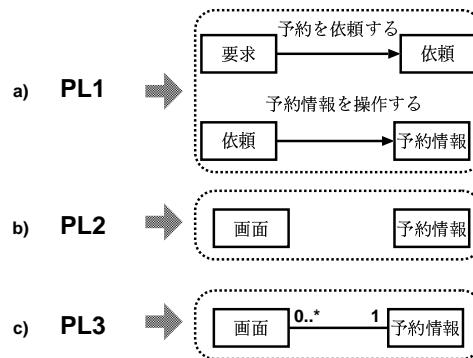 予約を依頼する
要求 依頼
a) PL1
予約情報を操作する
依頼 予約情報
b) PL2 画面 予約情報
0..* 1
c) PL3 画面 予約情報